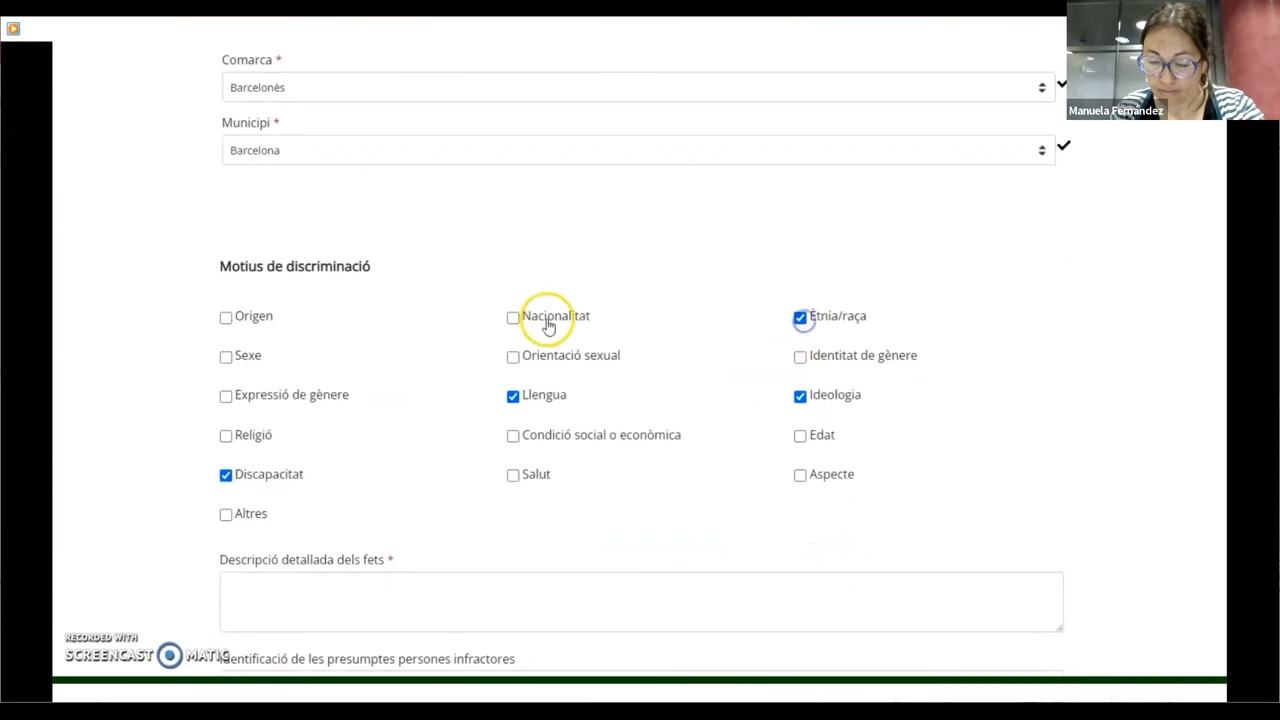 Comarca *
Barcelonès
Manuela Fernández
Municipi *
Barcelona
Motius de discriminació
Origen
Nacionalitat
Ètnia/raça
Sexe
Orientació sexual
Identitat de gènere
Expressió de gènere
Llengua
Ideologia
Religió
Condició social o econòmica
Edat
Discapacitat
Salut
Aspecte
Altres
Descripció detallada dels fets *
RECORDED WITH
SCREENCAST MATIC
Identificació de les presumptes persones infractores